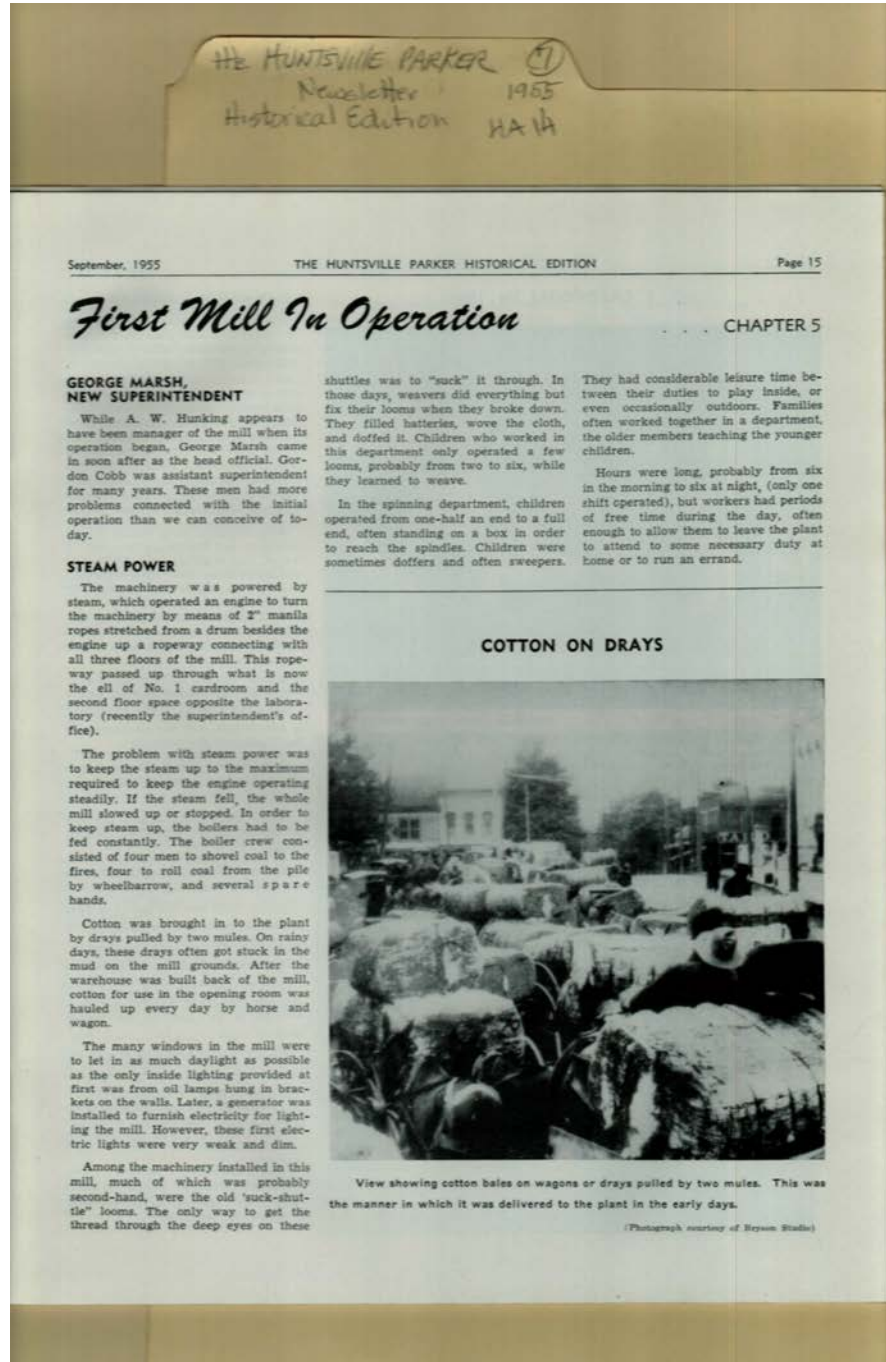 the HUNTSVILLE PARKER 7
Newsletter 1955
Historical Edition HA 14
September, 1955 THE HUNTSVILLE PARKER HISTORICAL EDITION Page 15
First Mill In Operation . . . CHAPTER 5
GEORGE MARSH,
NEW SUPERINTENDENT
While A. W. Hunking appears to
have been manager of the mill when its
operation began, George Marsh came
in soon after as the head official. Gor-
don Cobb was assistant superintendent
for many years. These men had more
problems connected with the initial
operation than we can conceive of to-
day.
STEAM POWER
The machinery was powered by
steam, which operated an engine to turn
the machinery by means of 2" manila
ropes stretched from a drum besides the
engine up a ropeway connecting with
all three floors of the mill. This rope-
way passed up through what is now
the ell of No. 1 cardroom and the
second floor space opposite the labora-
tory (recently the superintendent's of-
fice).
The problem with steam power was
to keep the steam up to the maximum
required to keep the engine operating
steadily. If the steam fell, the whole
mill slowed up or stopped. In order to
keep steam up, the boilers had to be
fed constantly. The boiler crew con-
sisted of four men to shovel coal to the
fires, four to roll coal from the pile
by wheelbarrow, and several spare
hands.
Cotton was brought in to the plant
by drays pulled by two mules. On rainy
days, these drays often got stuck in the
mud on the mill grounds. After the
warehouse was built back of the mill,
cotton for use in the opening room was
hauled up every day by horse and
wagon.
The many windows in the mill were
to let in as much daylight as possible
as the only inside lighting provided at
first was from oil lamps hung in brac-
kets on the walls. Later, a generator was
installed to furnish electricity for light-
ing the mill. However, these first elec-
tric lights were very weak and dim.
Among the machinery installed in this
mill, much of which was probably
second-hand, were the old 'suck-shut-
tle" looms. The only way to get the
thread through the deep eyes on these
shuttles was to "suck" it through. In
those days, weavers did everything but
fix their looms when they broke down.
They filled batteries, wove the cloth,
and doffed it. Children who worked in
this department only operated a few
looms, probably from two to six, while
they learned to weave.
In the spinning department, children
operated from one-half an end to a full
end, often standing on a box in order
to reach the spindles. Children were
sometimes doffers and often sweepers.
They had considerable leisure time be-
tween their duties to play inside, or
even occasionally outdoors. Families
often worked together in a department,
the older members teaching the younger
children.
Hours were long, probably from six
in the morning to six at night, (only one
shift operated), but workers had periods
of free time during the day, often
enough to allow them to leave the plant
to attend to some necessary duty at
home or to run an errand.
COTTON ON DRAYS
View showing cotton bales on wagons or drays pulled by two mules. This was
the manner in which it was delivered to the plant in the early days.
(Photograph courtesy of Bryson Studio)